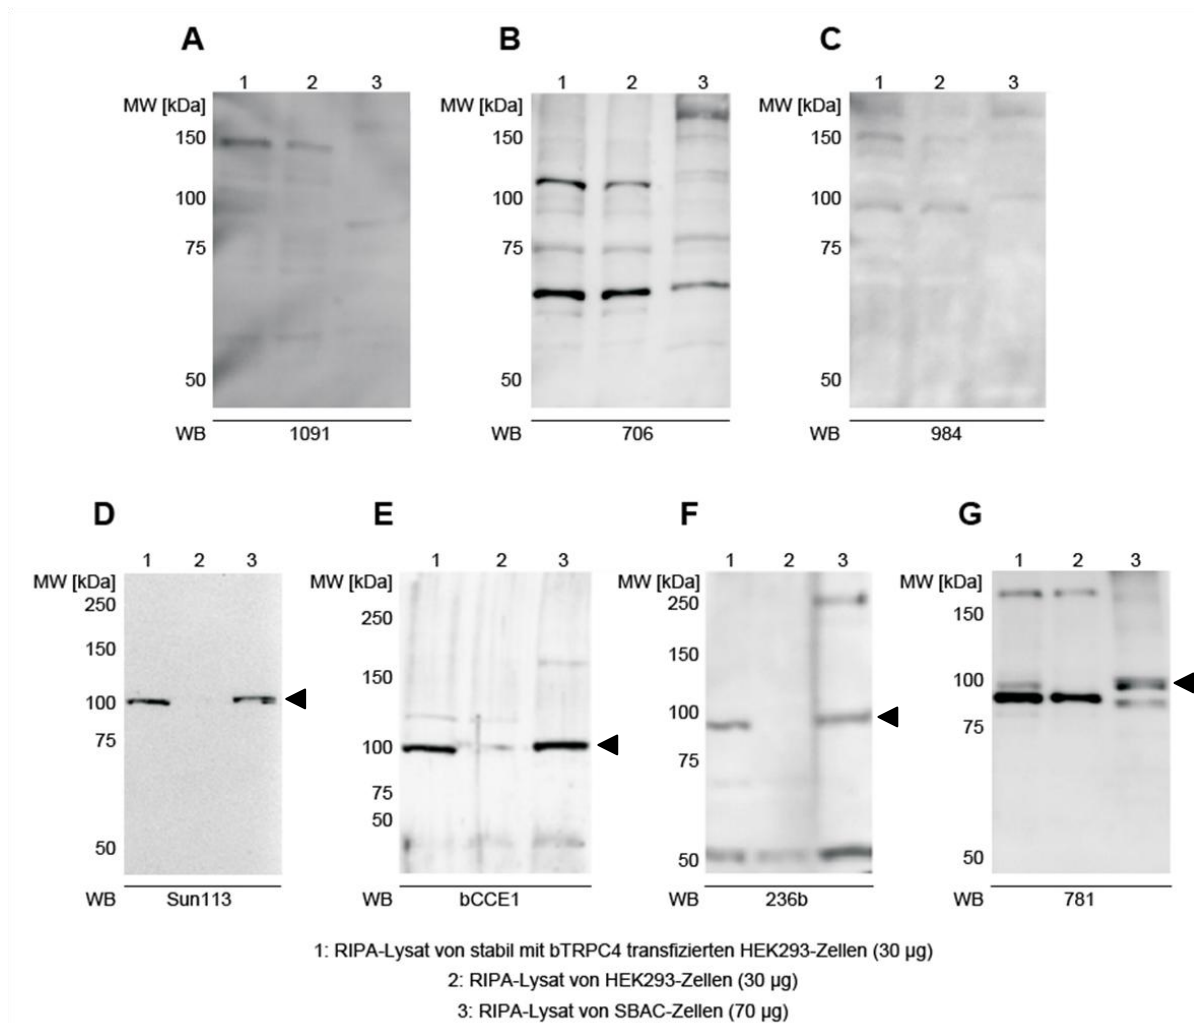 A B C
1 2 3 1 2 3 1 2 3
MW [kDa] MW [kDa] MW [kDa]
150 150 150
100 100 100
75 75 75
50 50 50
WB 1091 WB 706 WB 984
D E F G
1 2 3 1 2 3 1 2 3 1 2 3
MW [kDa] MW [kDa] MW [kDa] MW [kDa]
250 250 250 150
150 150 150 100
100 100 100 75
75 75 75 50
50 50 50
WB Sun113 WB bCCE1 WB 236b WB 781
1: RIPA-Lysat von stabil mit bTRPC4 transfizierten HEK293-Zellen (30 µg)
2: RIPA-Lysat von HEK293-Zellen (30 µg)
3: RIPA-Lysat von SBAC-Zellen (70 µg)